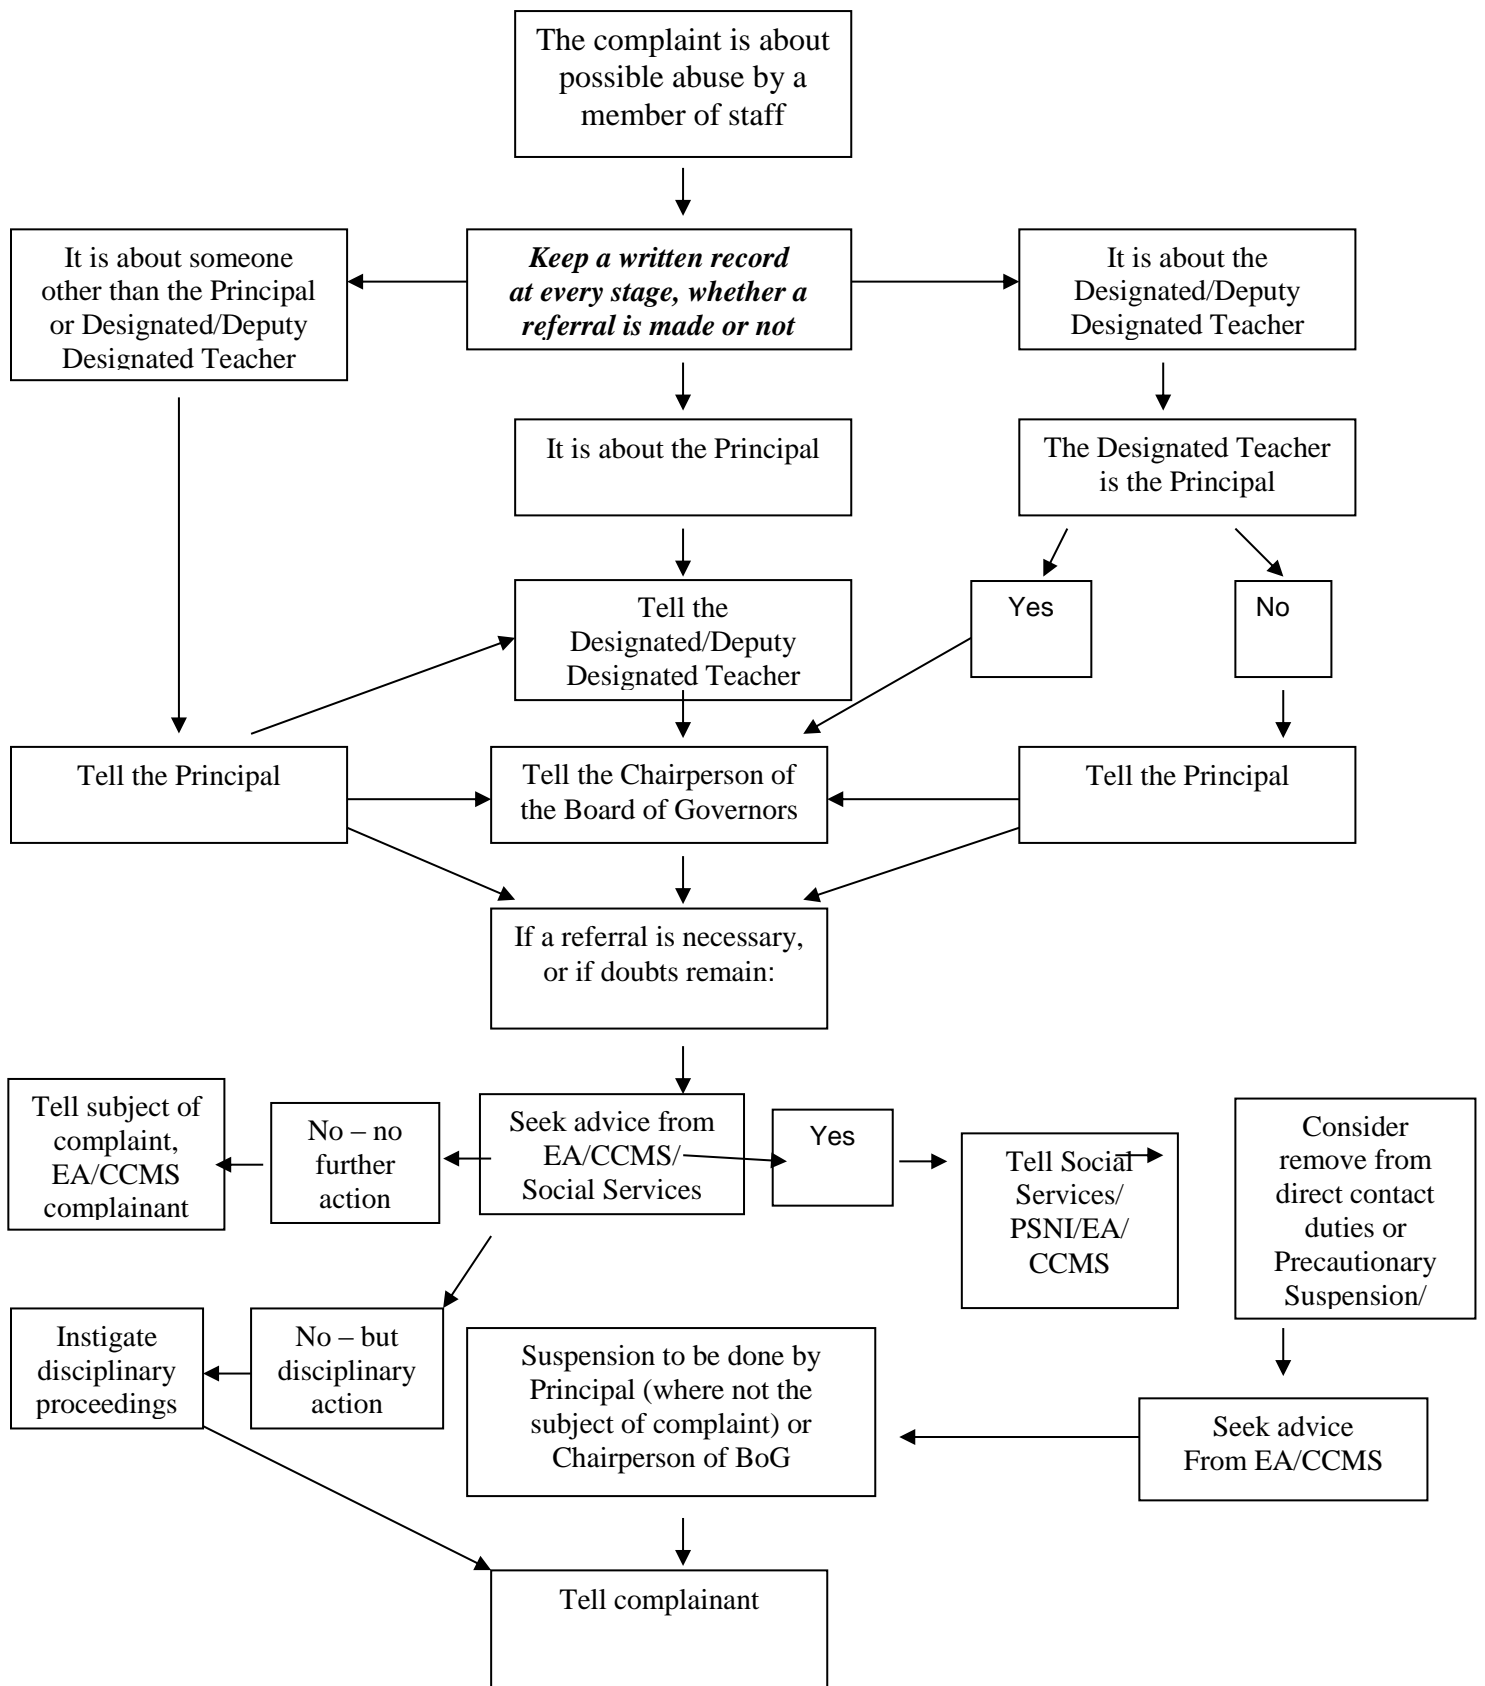 The complaint is about
possible abuse by a
member of staff
It is about someone
other than the Principal
or Designated/Deputy
Designated Teacher
Keep a written record
at every stage, whether a
referral is made or not
It is about the
Designated/Deputy
Designated Teacher
It is about the Principal
The Designated Teacher
is the Principal
Tell the
Designated/Deputy
Designated Teacher
Yes
No
Tell the Principal
Tell the Chairperson of
the Board of Governors
Tell the Principal
If a referral is necessary,
or if doubts remain:
Tell subject of
complaint,
EA/CCMS
complainant
No – no
further
action
Seek advice from
EA/CCMS/
Social Services
Yes
Tell Social
Services/
PSNI/EA/
CCMS
Consider
remove from
direct contact
duties or
Precautionary
Suspension/
Instigate
disciplinary
proceedings
No – but
disciplinary
action
Suspension to be done by
Principal (where not the
subject of complaint) or
Chairperson of BoG
Seek advice
From EA/CCMS
Tell complainant